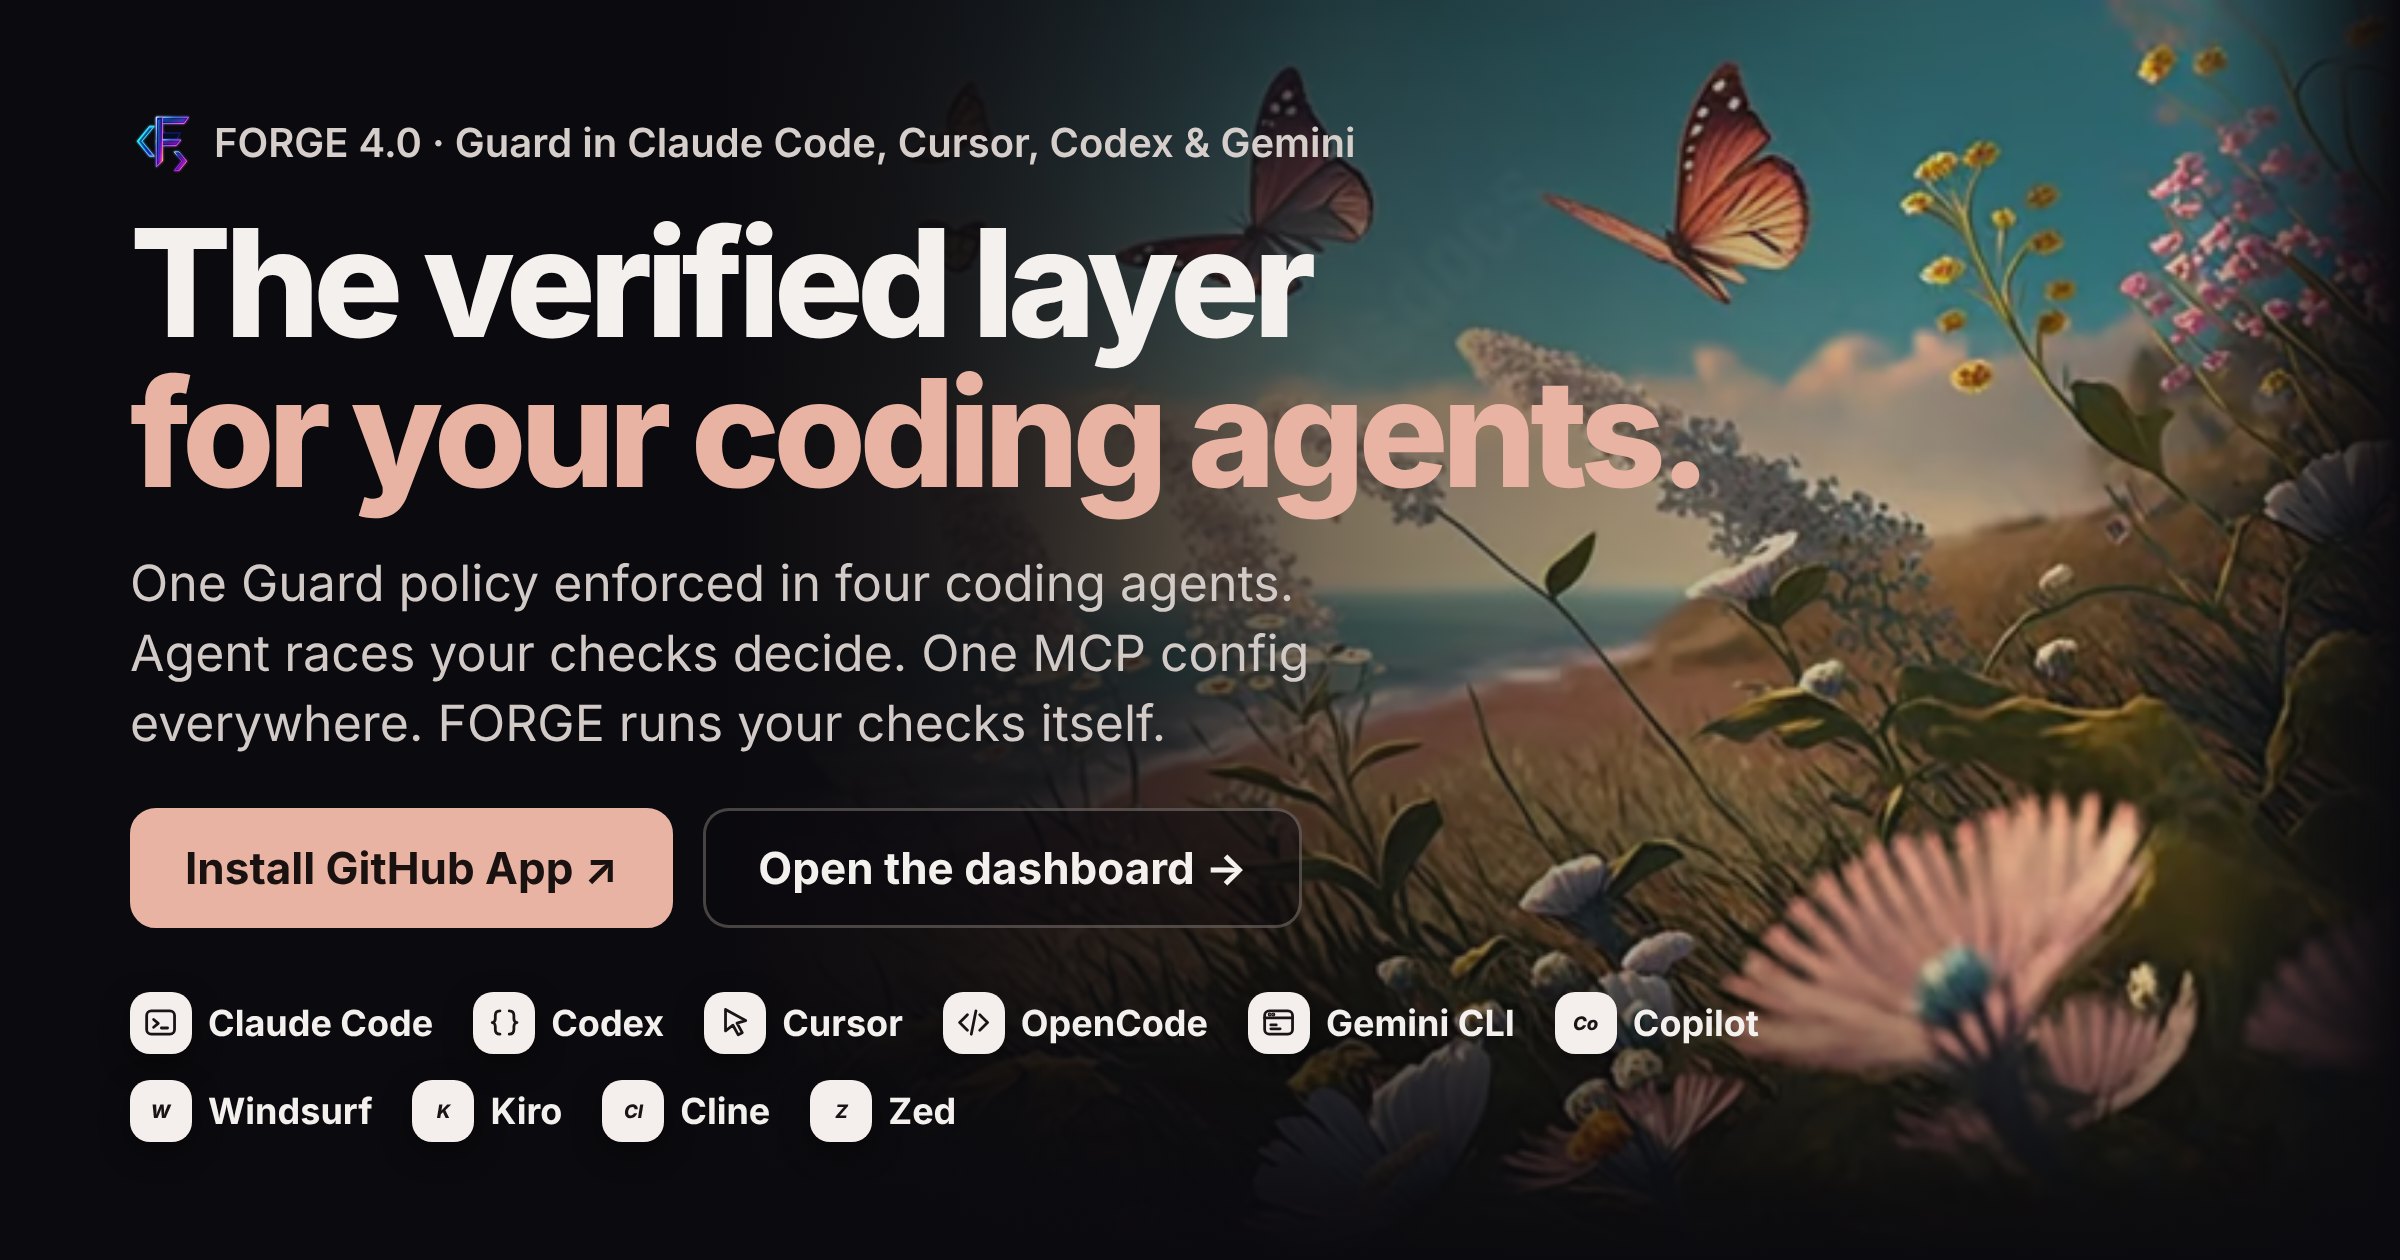 FORGE 4.0 · Guard in Claude Code, Cursor, Codex & Gemini
The verified layer
for your coding agents.
One Guard policy enforced in four coding agents.
Agent races your checks decide. One MCP config
everywhere. FORGE runs your checks itself.
Install GitHub App ↗ Open the dashboard →
Claude Code Codex Cursor OpenCode Gemini CLI Co Copilot
W Windsurf K Kiro Cl Cline Z Zed